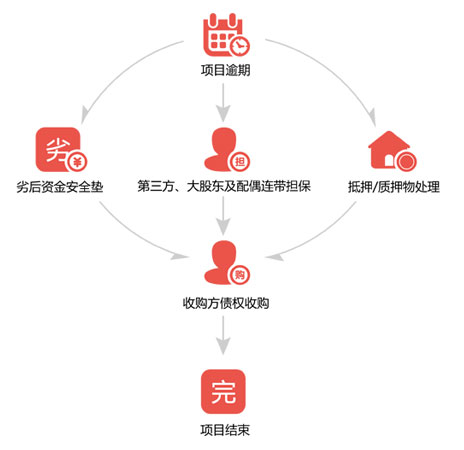 项目逾期
劣
¥
担
劣后资金安全垫
第三方、大股东及配偶连带担保
抵押/质押物处理
购
收购方债权收购
完
项目结束